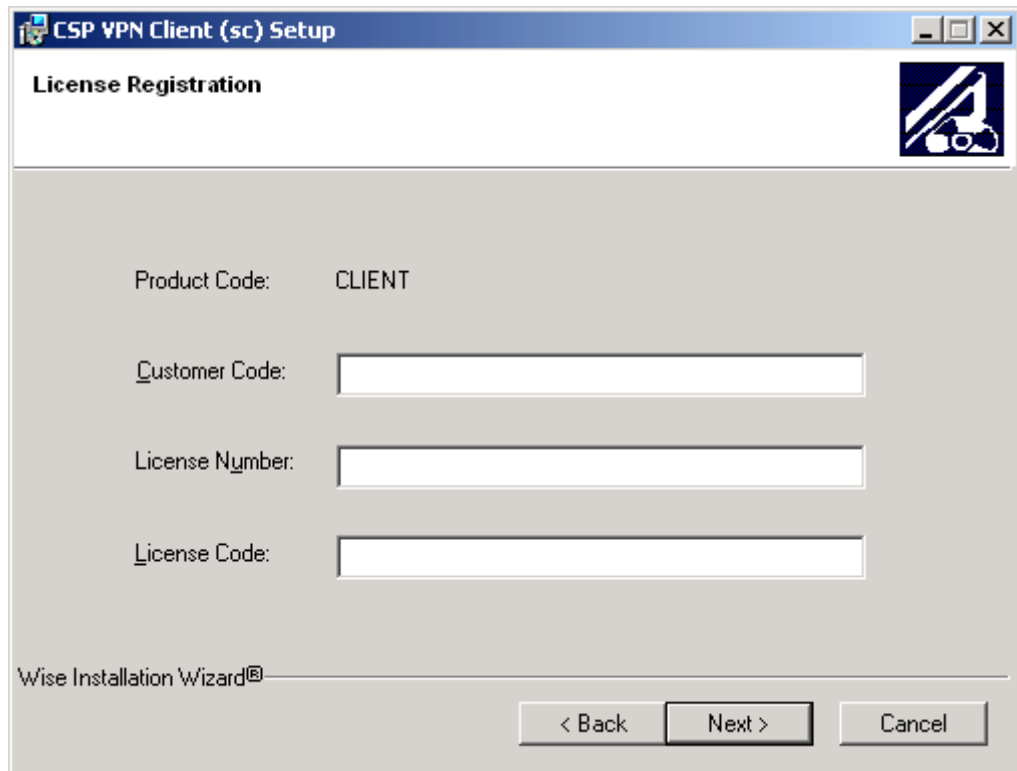 CSP VPN Client (sc) Setup
License Registration
Product Code: CLIENT
Customer Code:
License Number:
License Code:
Wise Installation Wizard®
< Back Next > Cancel